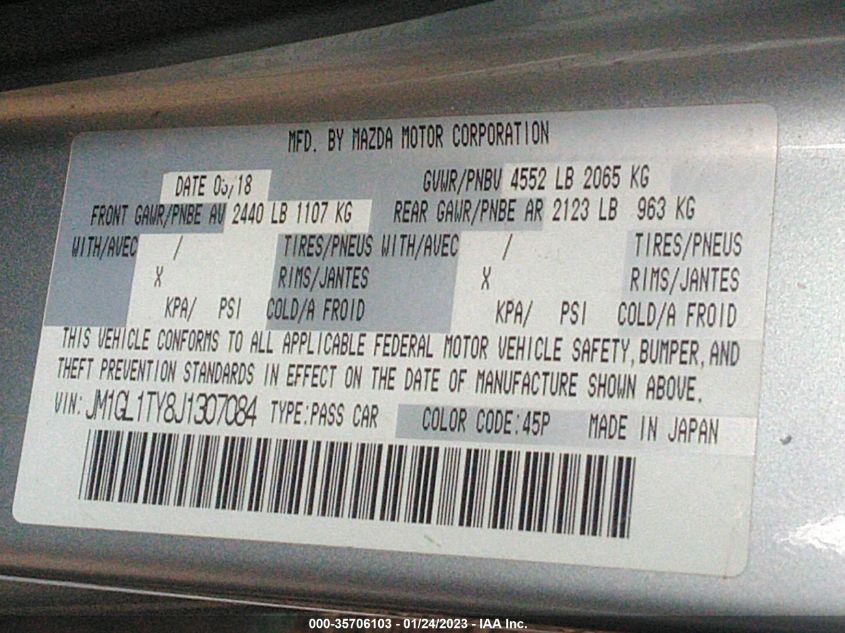 MFD. BY MAZDA MOTOR CORPORATION
DATE 03/18 GVWR/PNBV 4552 LB 2065 KG
FRONT GAWR/PNBE AV 2440 LB 1107 KG REAR GAWR/PNBE AR 2123 LB 963 KG
WITH/AVEC / TIRES/PNEUS WITH/AVEC / TIRES/PNEUS
X RIMS/JANTES X RIMS/JANTES
KPA/ PSI COLD/A FROID KPA/ PSI COLD/A FROID
THIS VEHICLE CONFORMS TO ALL APPLICABLE FEDERAL MOTOR VEHICLE SAFETY, BUMPER, AND
THEFT PREVENTION STANDARDS IN EFFECT ON THE DATE OF MANUFACTURE SHOWN ABOVE.
VIN: JM1GL1TY8J1307084 TYPE:PASS CAR COLOR CODE:45P MADE IN JAPAN
000-35706103 - 01/24/2023 - IAA Inc.